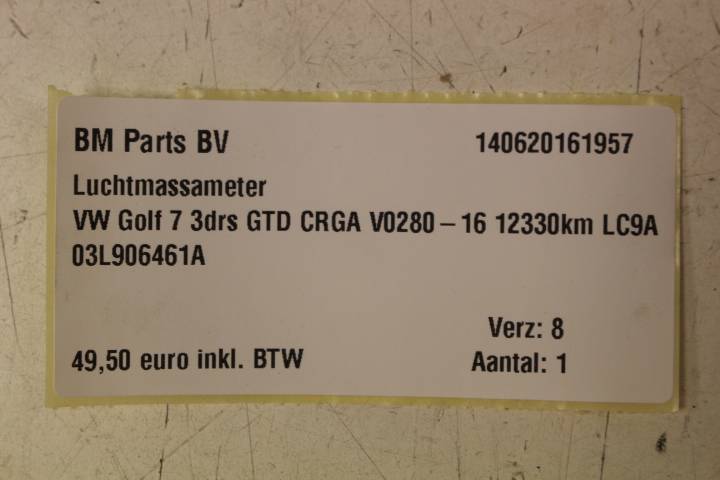 BM Parts BV 140620161957
Luchtmassameter
VW Golf 7 3drs GTD CRGA V0280 – 16 12330km LC9A
03L906461A
Verz: 8
49,50 euro inkl. BTW Aantal: 1